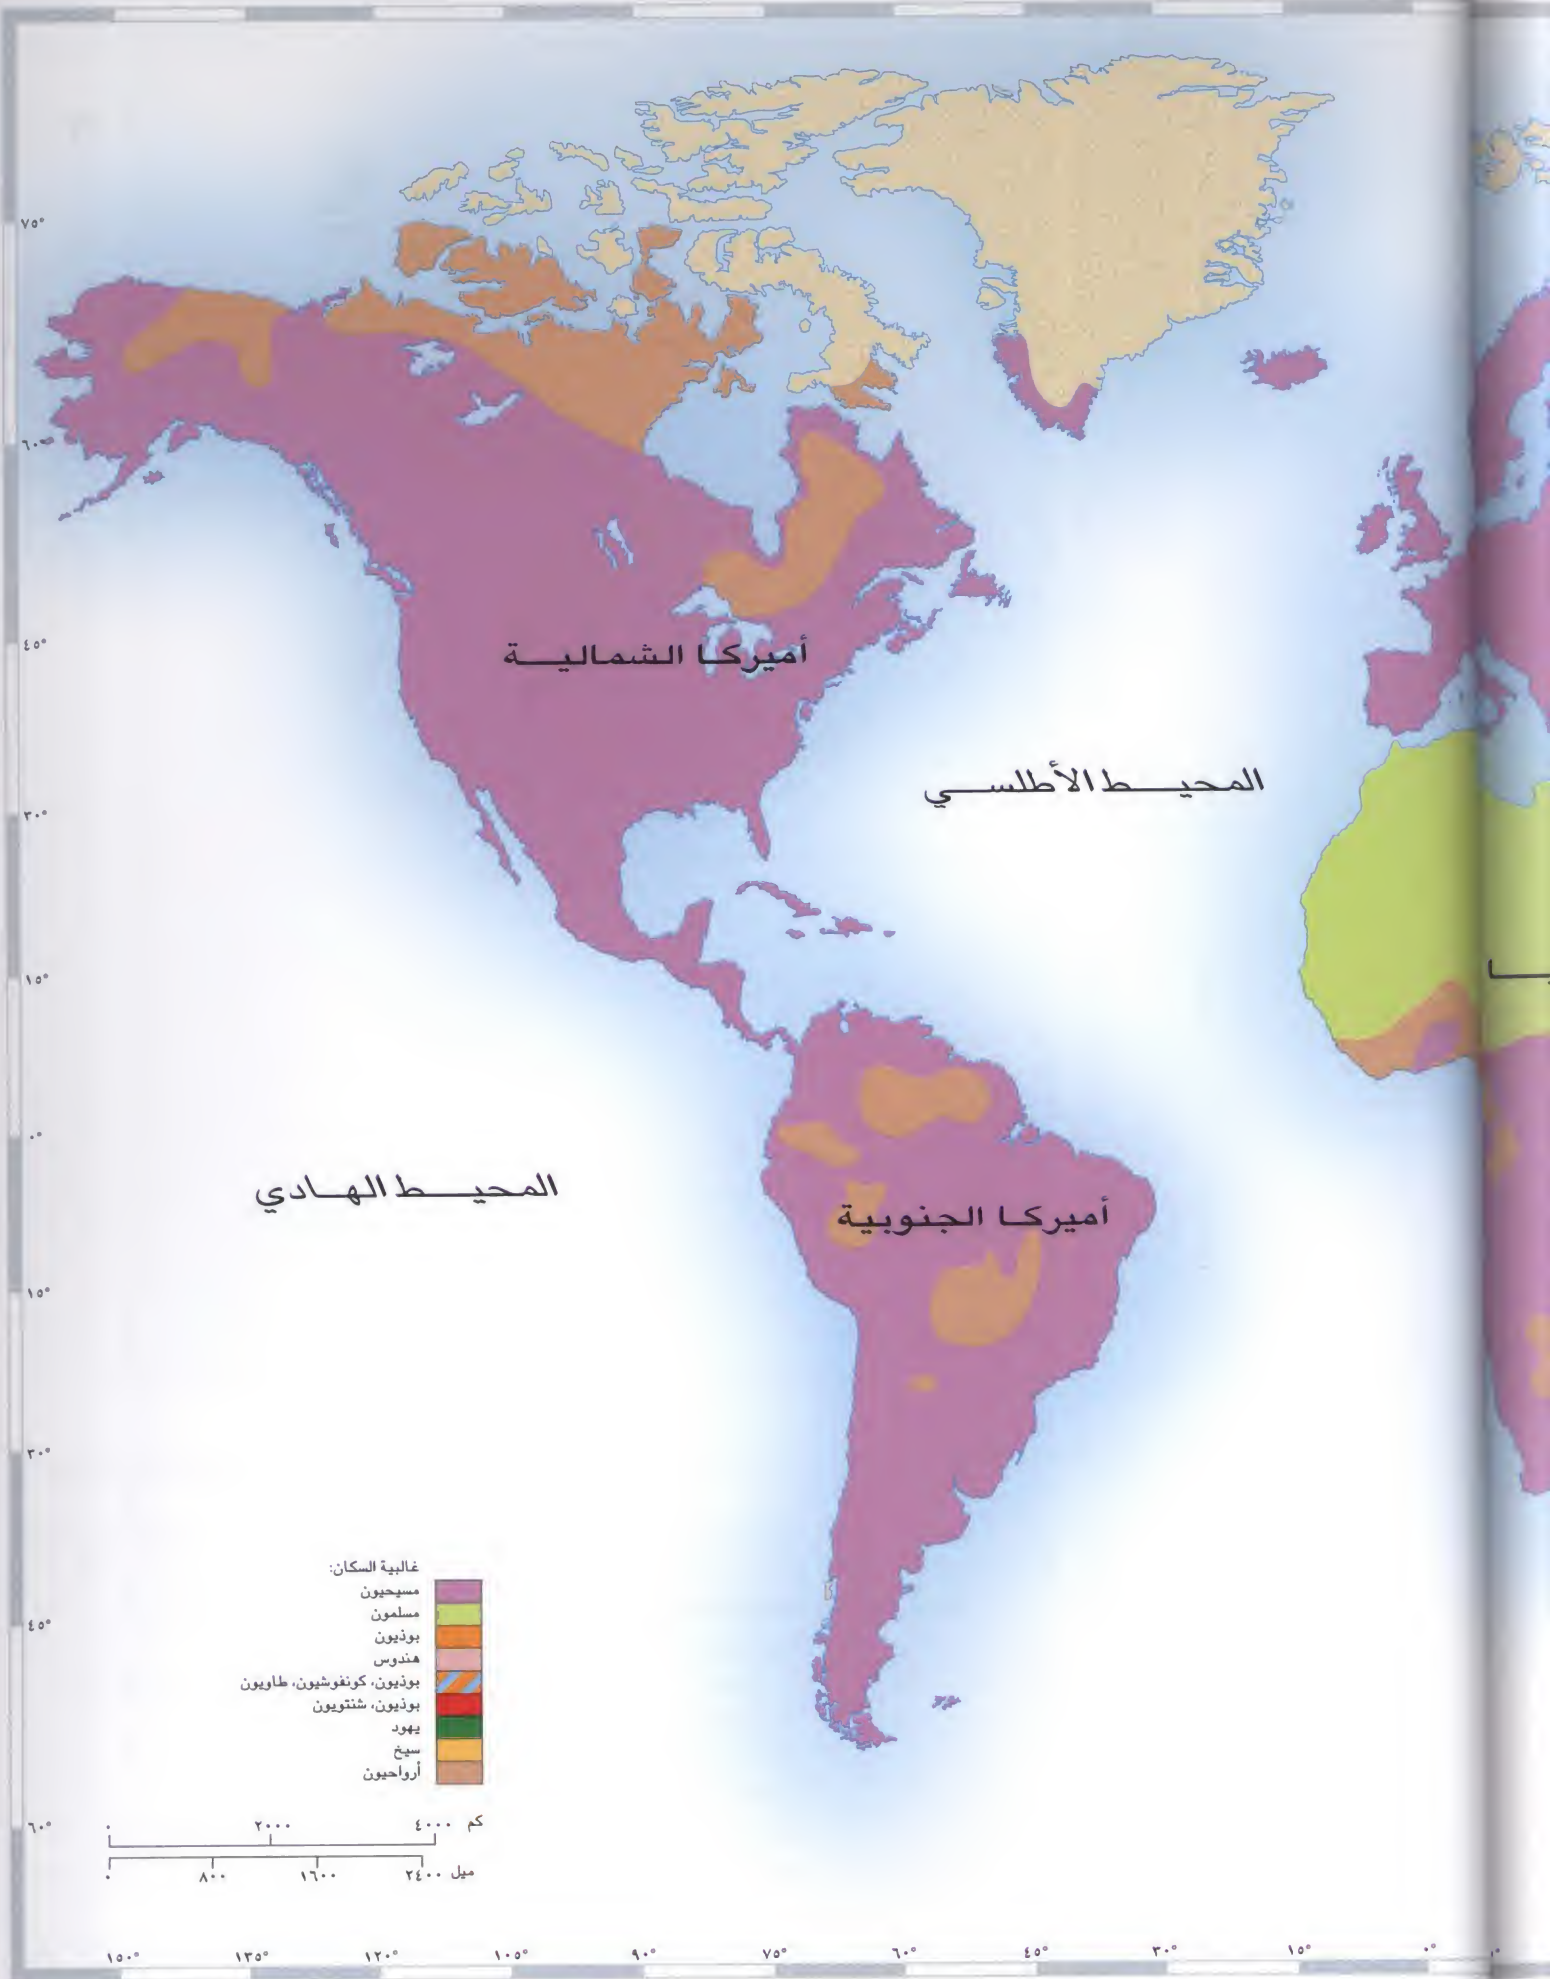 ٧٥°
٦٠°
٤٥°
٣٠°
١٥°
٠°
١٥°
٣٠°
٤٥°
٦٠°
أميركا الشمالية
المحيط الأطلسي
المحيط الهادي
أميركا الجنوبية
غالبية السكان:
مسيحيون
مسلمون
بوذيون
هندوس
بوذيون، كونفوشيون، طاويون
بوذيون، شنتويون
يهود
سيخ
أرواحيون
٠ ٢٠٠٠ ٤٠٠٠ كم
٠ ٨٠٠ ١٦٠٠ ٢٤٠٠ ميل
١٥٠° ١٣٥° ١٢٠° ١٠٥° ٩٠° ٧٥° ٦٠° ٤٥° ٣٠° ١٥° ٠°